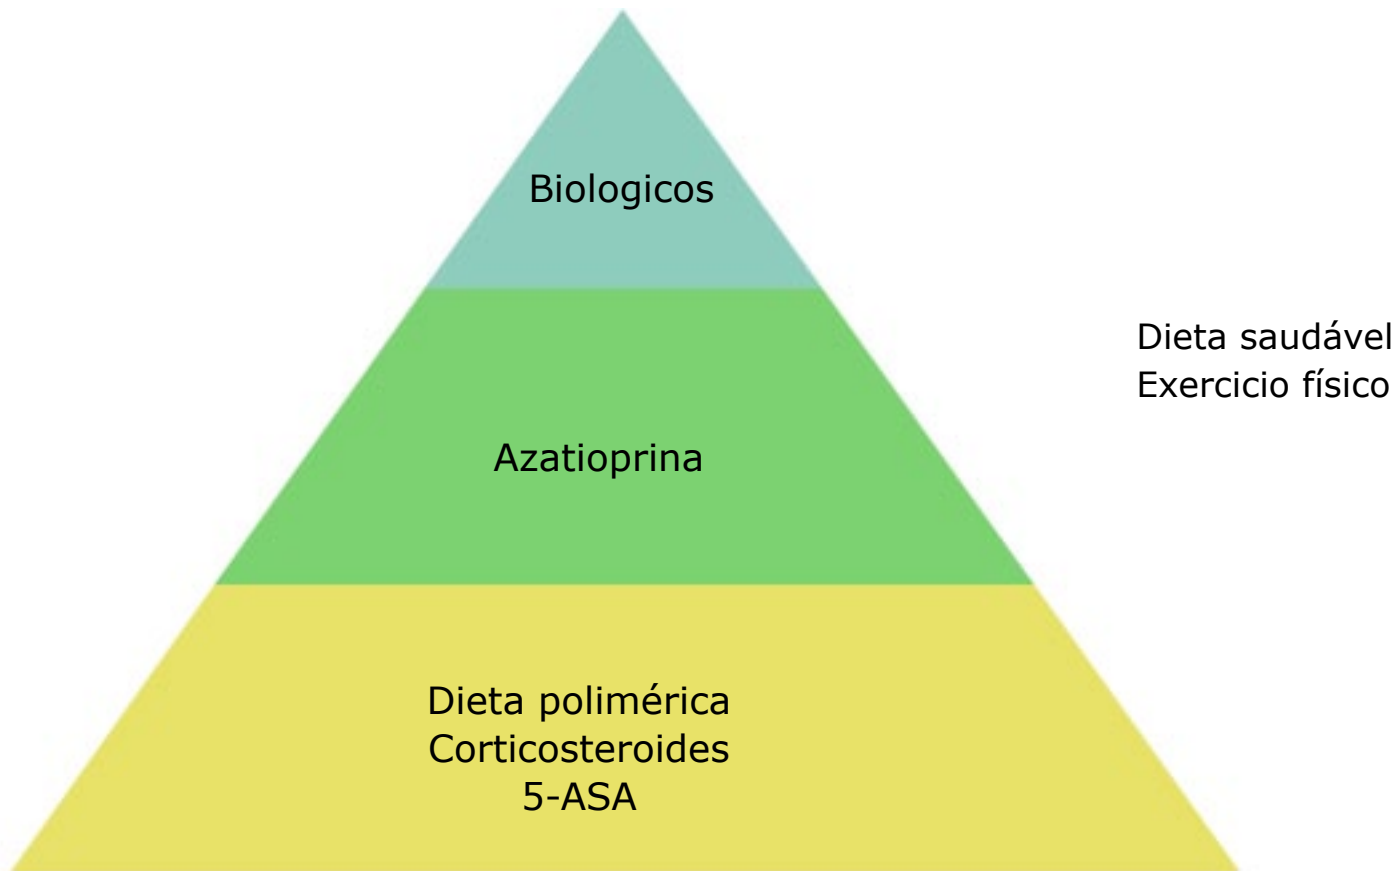 Biologicos
Dieta saudável
Exercicio físico
Azatioprina
Dieta polimérica
Corticosteroides
5-ASA